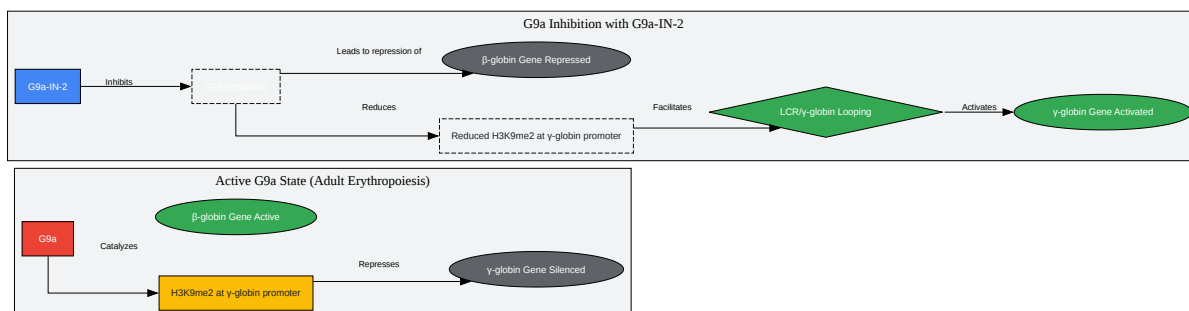 G9a Inhibition with G9a-IN-2
Leads to repression of
β-globin Gene Repressed
G9a-IN-2
Inhibits
Reduces
Reduced H3K9me2 at γ-globin promoter
Facilitates
LCR/γ-globin Looping
Activates
γ-globin Gene Activated
Active G9a State (Adult Erythropoiesis)
β-globin Gene Active
G9a
Catalyzes
H3K9me2 at γ-globin promoter
Represses
γ-globin Gene Silenced